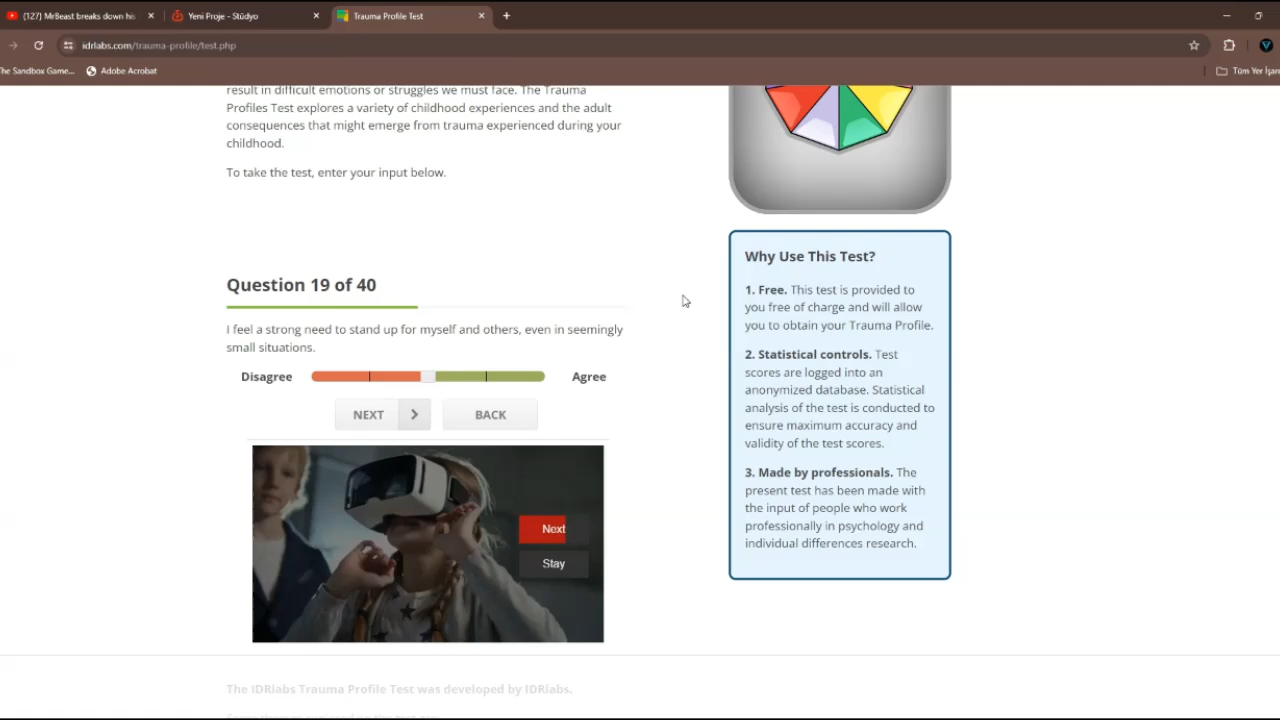 (127) MrBeast breaks down his
Yeni Proje - Stüdyo
Trauma Profile Test
idrlabs.com/trauma-profile/test.php
The Sandbox Game...
Adobe Acrobat
Tüm Yer İşar
result in difficult emotions or struggles we must face. The Trauma
Profiles Test explores a variety of childhood experiences and the adult
consequences that might emerge from trauma experienced during your
childhood.
To take the test, enter your input below.
Question 19 of 40
I feel a strong need to stand up for myself and others, even in seemingly
small situations.
Disagree
Agree
NEXT
BACK
Next
Stay
Why Use This Test?
1. Free. This test is provided to
you free of charge and will allow
you to obtain your Trauma Profile.
2. Statistical controls. Test
scores are logged into an
anonymized database. Statistical
analysis of the test is conducted to
ensure maximum accuracy and
validity of the test scores.
3. Made by professionals. The
present test has been made with
the input of people who work
professionally in psychology and
individual differences research.
The IDRlabs Trauma Profile Test was developed by IDRlabs.